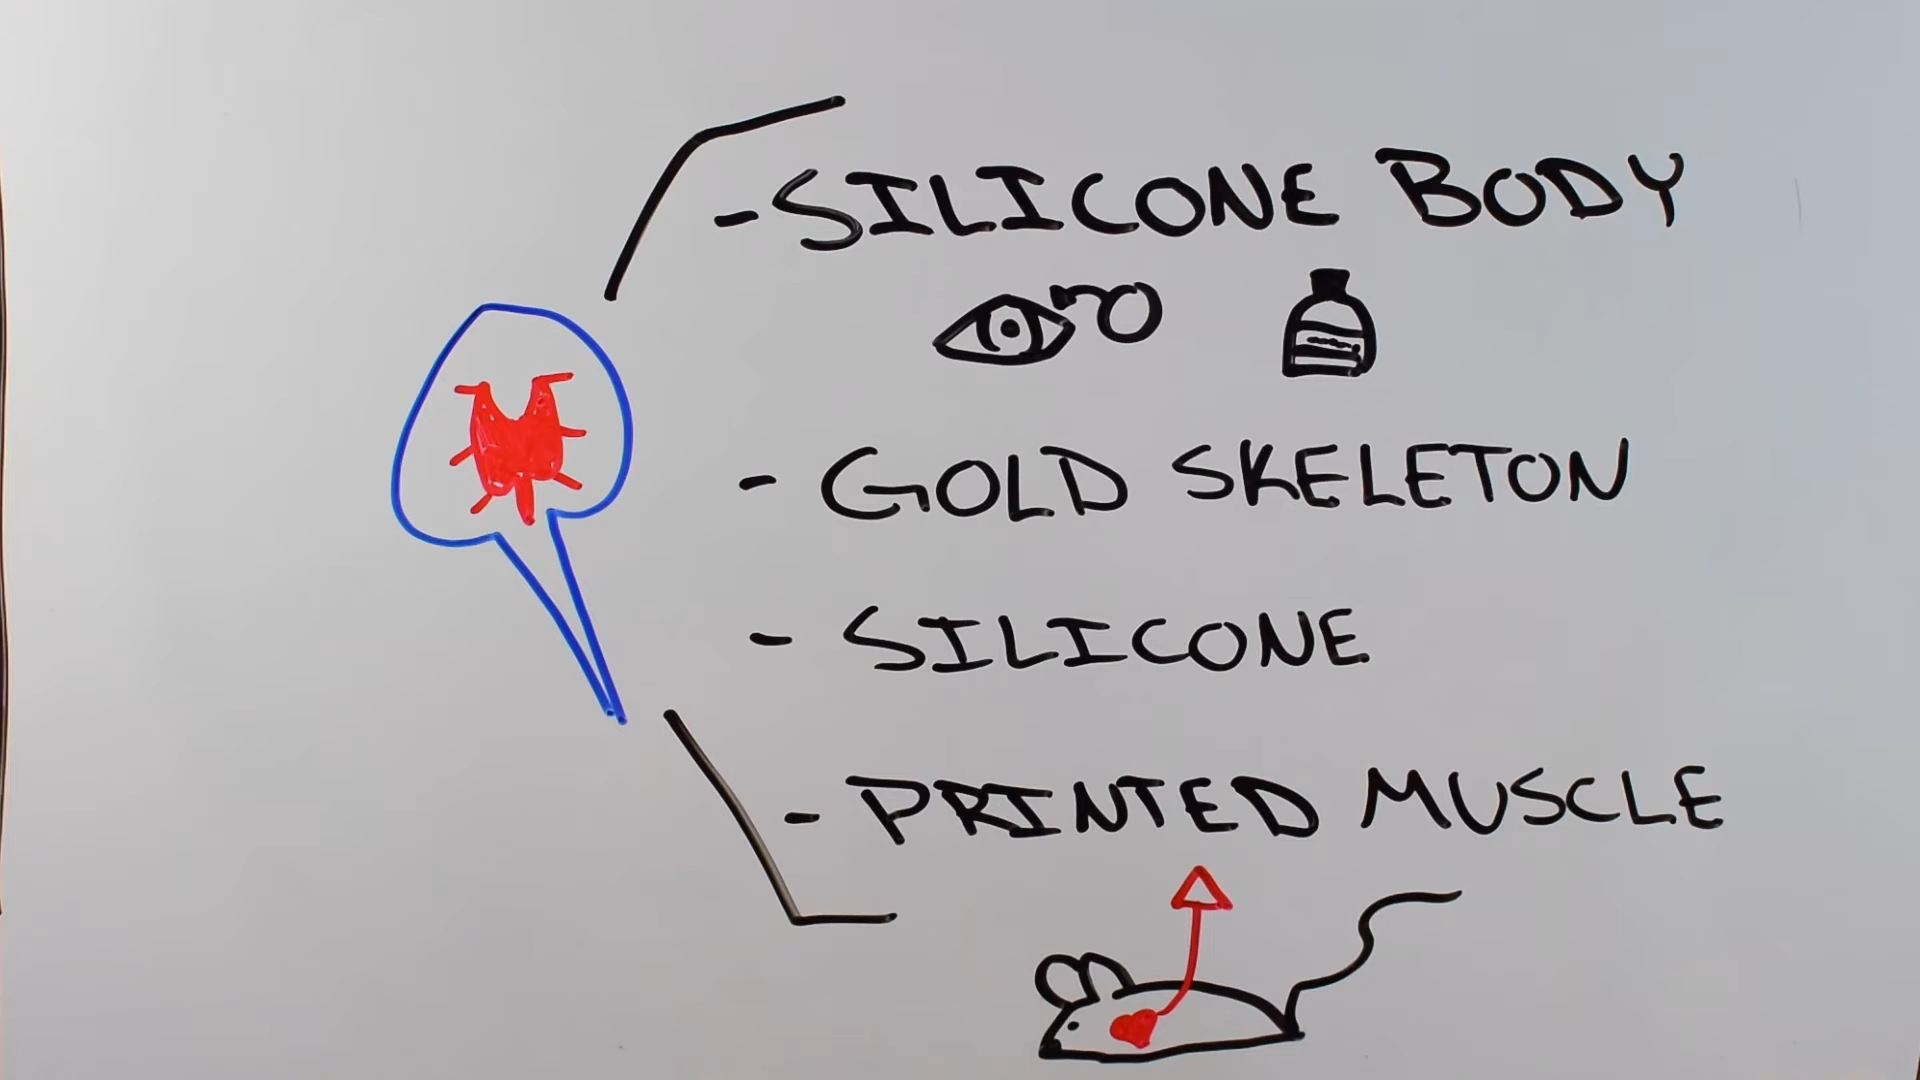 - SILICONE BODY
- GOLD SKELETON
- SILICONE
- PRINTED MUSCLE